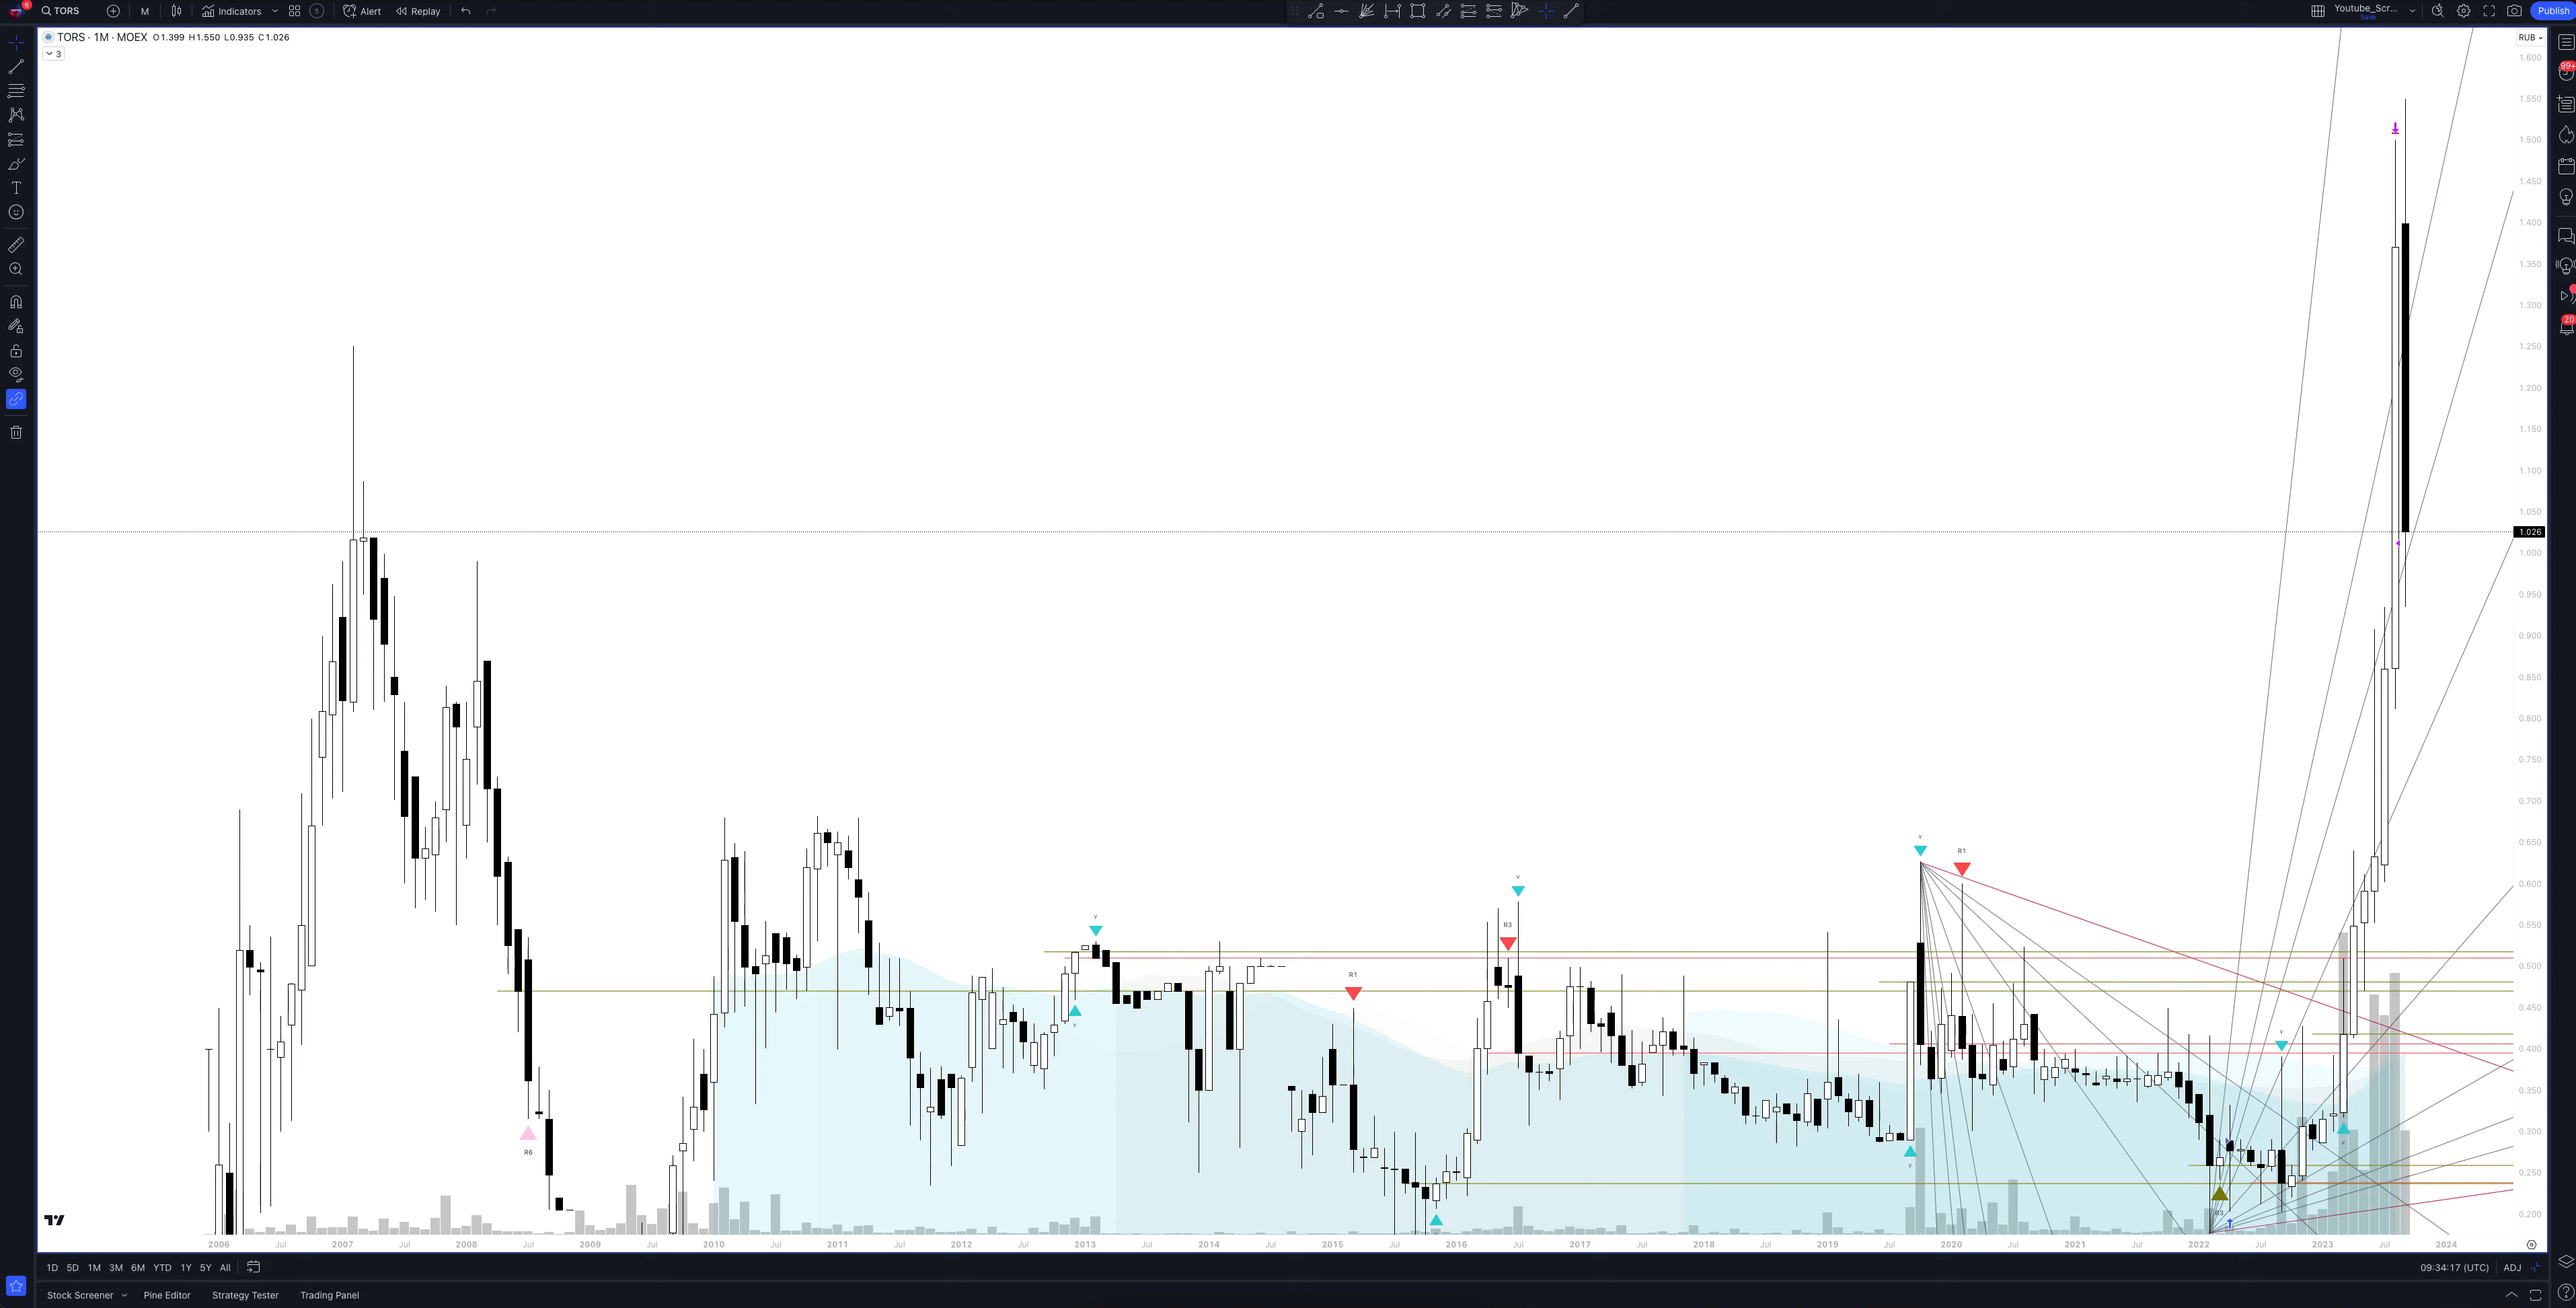 6
TORS M Indicators 5 Alert Replay Youtube_Scr... Save Publish
TORS · 1M · MOEX O1.399 H1.550 L0.935 C1.026
3
RUB
1.600
99+
1.550
1.500
1.450
1.400
1.350
1.300
20
1.250
1.200
1.150
1.100
1.050
1.026
1.000
0.950
0.900
0.850
0.800
0.750
0.700
0.650
0.600
0.550
0.500
0.450
0.400
0.350
0.300
0.250
0.200
v
R1
v
v
R3
R1
v
v
v
v
R6
v
R3
2006 Jul 2007 Jul 2008 Jul 2009 Jul 2010 Jul 2011 Jul 2012 Jul 2013 Jul 2014 Jul 2015 Jul 2016 Jul 2017 Jul 2018 Jul 2019 Jul 2020 Jul 2021 Jul 2022 Jul 2023 Jul 2024
1D 5D 1M 3M 6M YTD 1Y 5Y All 09:34:17 (UTC) ADJ
Stock Screener Pine Editor Strategy Tester Trading Panel